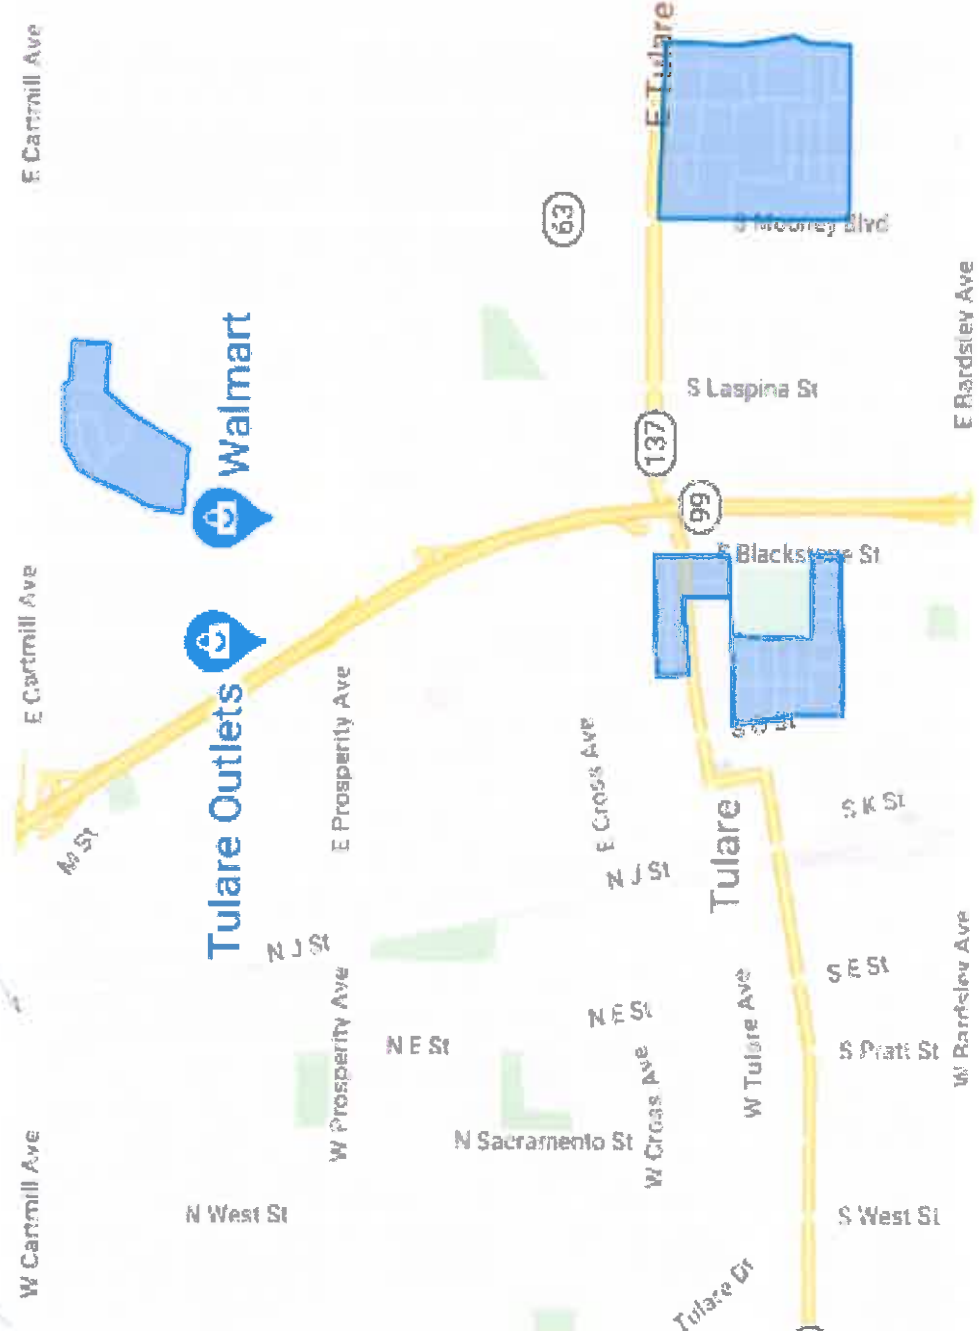 E Cartmill Ave
E Cartmill Ave
W Cartmill Ave
M St
Walmart
Tulare Outlets
N J St
N West St
E Prosperity Ave
W Prosperity Ave
N E St
N Sacramento St
63
E Cross Ave
N J St
N E St
W Cross Ave
E Tulare
137
99
S Laspina St
S Mooney Blvd
E Blackstone St
Tulare
W Tulare Ave
Tulare Dr
S K St
S E St
S Pratt St
S West St
E Bardsley Ave
W Bardsley Ave